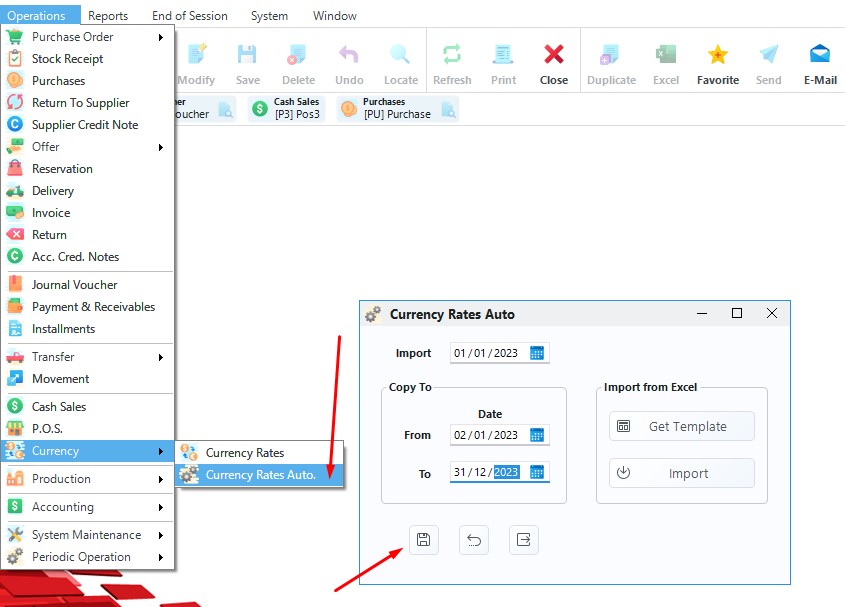 Operations Reports End of Session System Window
Modify Save Delete Undo Locate Refresh Print Close Duplicate Excel Favorite Send E-Mail
Cash Sales
[P3] Pos3
Purchases
[PU] Purchase
Purchase Order
Stock Receipt
Purchases
Return To Supplier
Supplier Credit Note
Offer
Reservation
Delivery
Invoice
Return
Acc. Cred. Notes
Journal Voucher
Payment & Receivables
Installments
Transfer
Movement
Cash Sales
P.O.S.
Currency
Production
Accounting
System Maintenance
Periodic Operation
Currency Rates
Currency Rates Auto.
Currency Rates Auto
Import 01/01/2023
Copy To
Date
From 02/01/2023
To 31/12/2023
Import from Excel
Get Template
Import